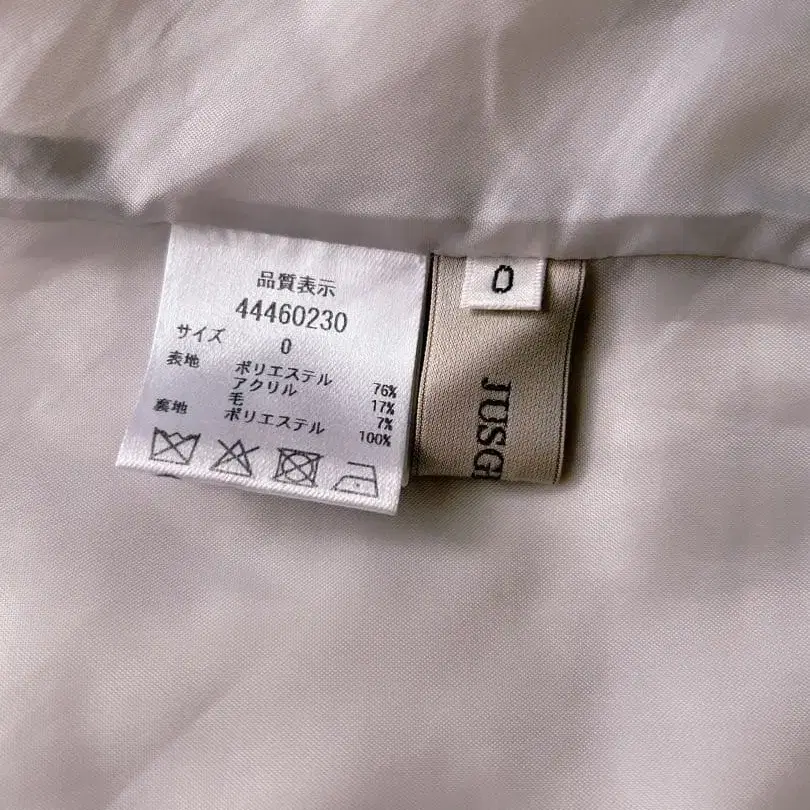 品質表示
44460230
サイズ 0
表地 ポリエステル 76%
アクリル 17%
毛 7%
裏地 ポリエステル 100%
0
JUSGL